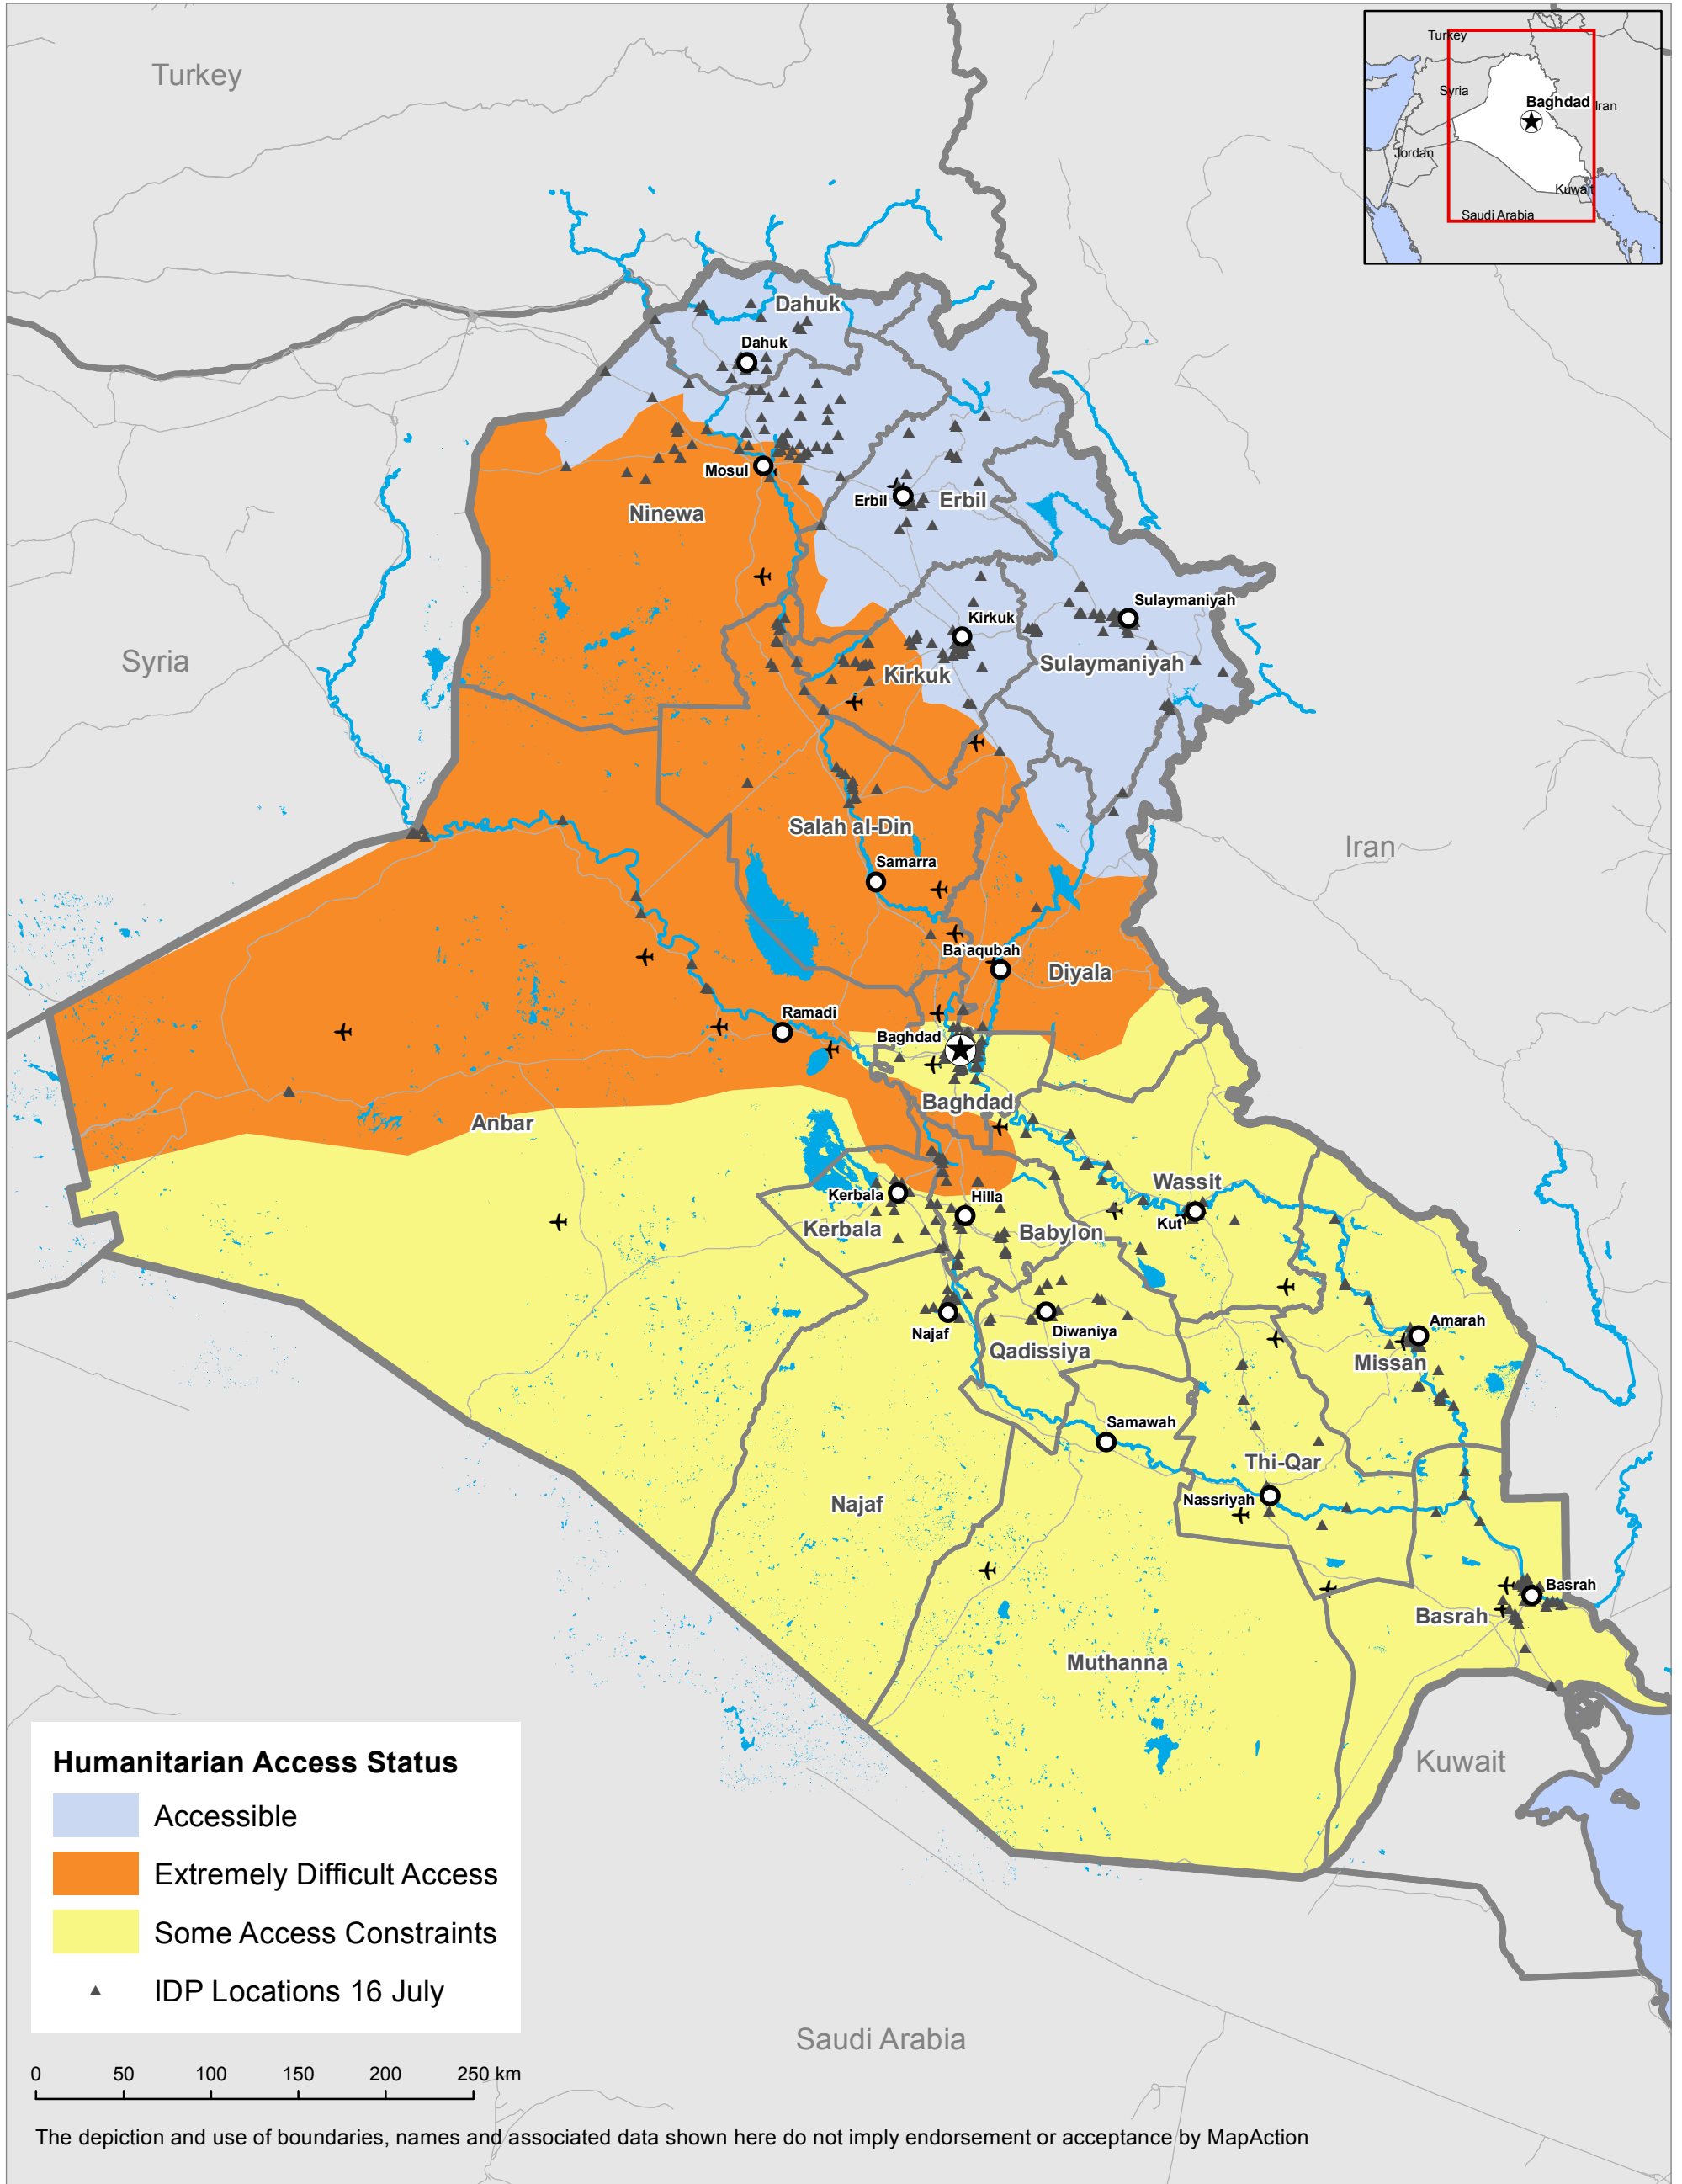 Turkey
Turkey
Syria
Baghdad
Iran
Jordan
Kuwait
Saudi Arabia
Dahuk
Dahuk
Mosul
Ninewa
Erbil
Erbil
Kirkuk
Sulaymaniyah
Kirkuk
Sulaymaniyah
Syria
Salah al-Din
Iran
Samarra
Ba`aqubah
Diyala
Ramadi
Baghdad
Baghdad
Anbar
Wassit
Kerbala
Hilla
Kut
Kerbala
Babylon
Najaf
Diwaniya
Amarah
Qadissiya
Missan
Samawah
Thi-Qar
Najaf
Nassriyah
Basrah
Basrah
Muthanna
Kuwait
Humanitarian Access Status
Accessible
Extremely Difficult Access
Some Access Constraints
IDP Locations 16 July
Saudi Arabia
0 50 100 150 200 250 km
The depiction and use of boundaries, names and associated data shown here do not imply endorsement or acceptance by MapAction